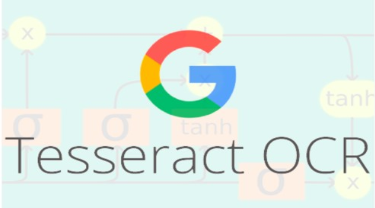 x
tanh
σ
σ
tanh
Tesseract OCR
σ
x